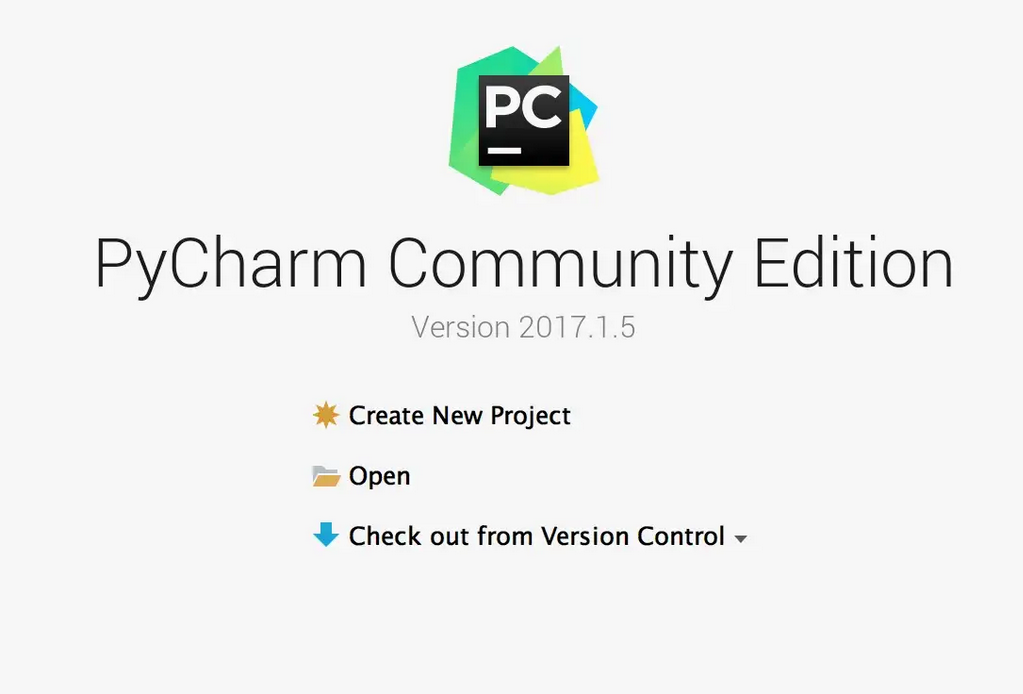 PC
PyCharm Community Edition
Version 2017.1.5
Create New Project
Open
Check out from Version Control